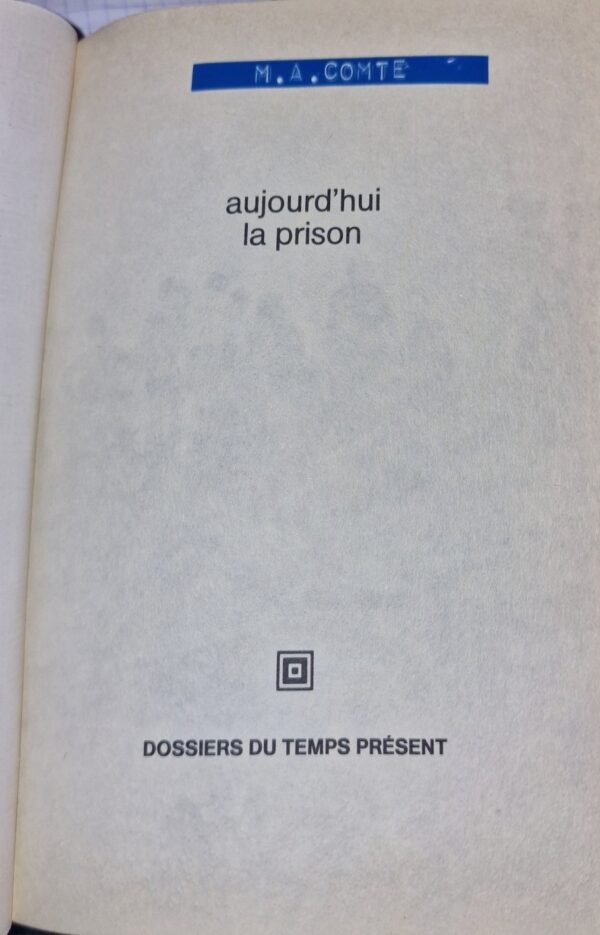 M.A.COMTE
aujourd'hui
la prison
DOSSIERS DU TEMPS PRÉSENT